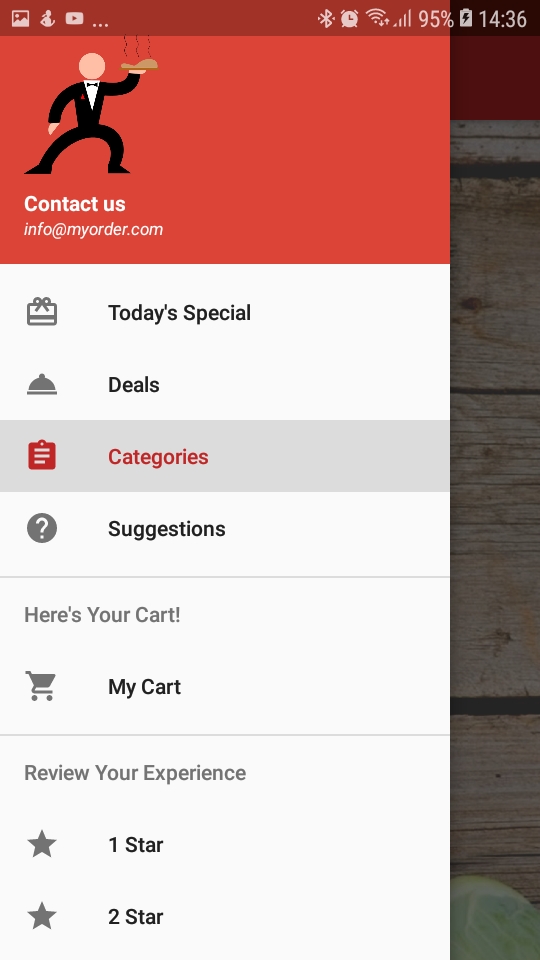 ... 95% 14:36
Contact us
info@myorder.com
Today's Special
Deals
Categories
Suggestions
Here's Your Cart!
My Cart
Review Your Experience
1 Star
2 Star